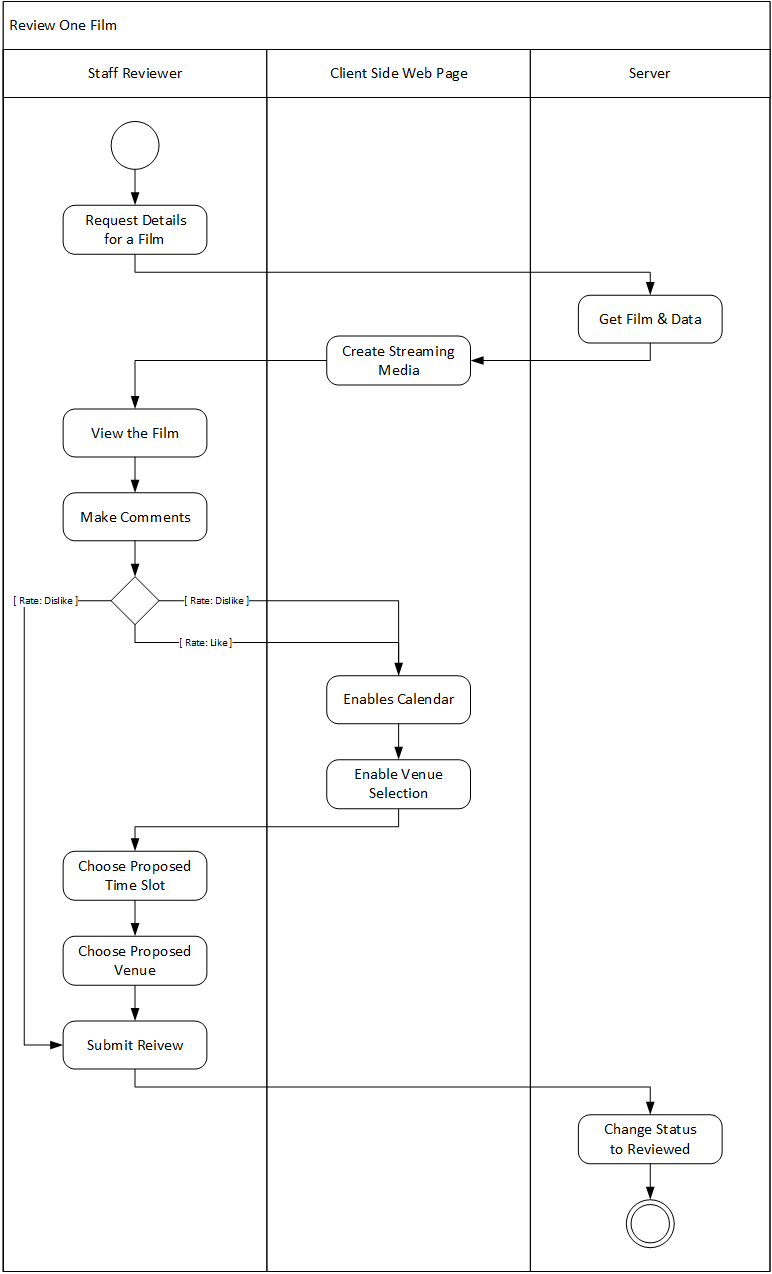 Review One Film
Staff Reviewer
Client Side Web Page
Server
Request Details
for a Film
Get Film & Data
Create Streaming
Media
View the Film
Make Comments
[ Rate: Dislike ]
[ Rate: Dislike ]
[ Rate: Like ]
Enables Calendar
Enable Venue
Selection
Choose Proposed
Time Slot
Choose Proposed
Venue
Submit Reivew
Change Status
to Reviewed